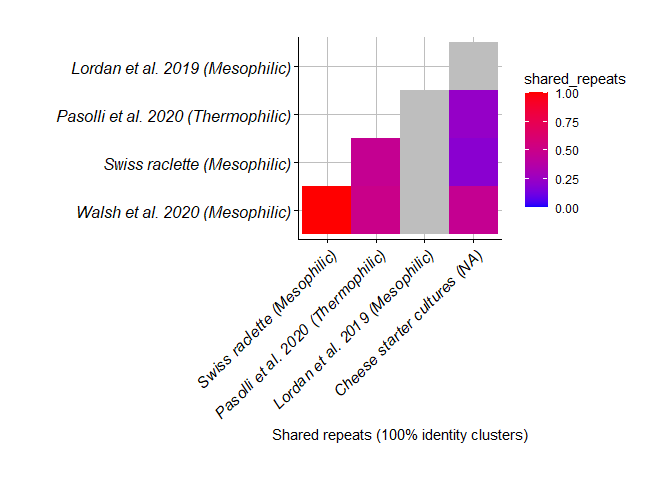 Lordan et al. 2019 (Mesophilic)
Pasolli et al. 2020 (Thermophilic)
Swiss raclette (Mesophilic)
Walsh et al. 2020 (Mesophilic)
shared_repeats
1.00
0.75
0.50
0.25
0.00
Swiss raclette (Mesophilic)
Pasolli et al. 2020 (Thermophilic)
Lordan et al. 2019 (Mesophilic)
Cheese starter cultures (NA)
Shared repeats (100% identity clusters)